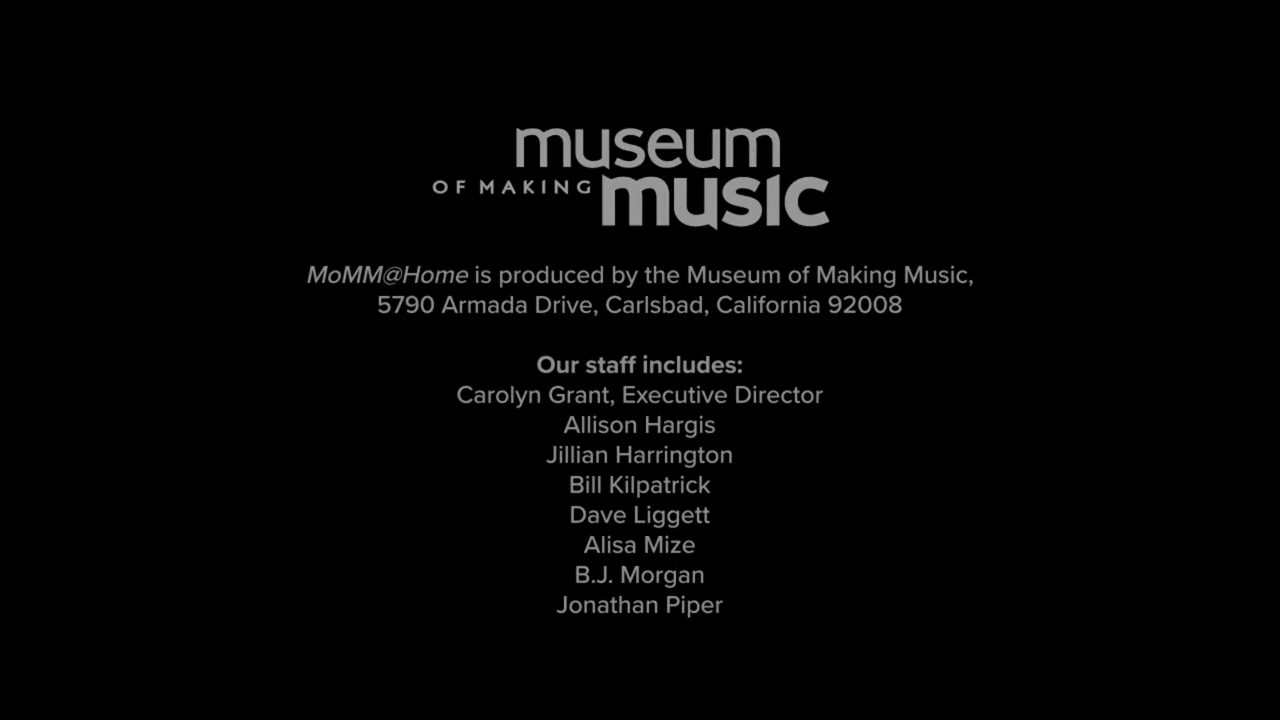 museum
OF MAKING music
MoMM@Home is produced by the Museum of Making Music,
5790 Armada Drive, Carlsbad, California 92008
Our staff includes:
Carolyn Grant, Executive Director
Allison Hargis
Jillian Harrington
Bill Kilpatrick
Dave Liggett
Alisa Mize
B.J. Morgan
Jonathan Piper